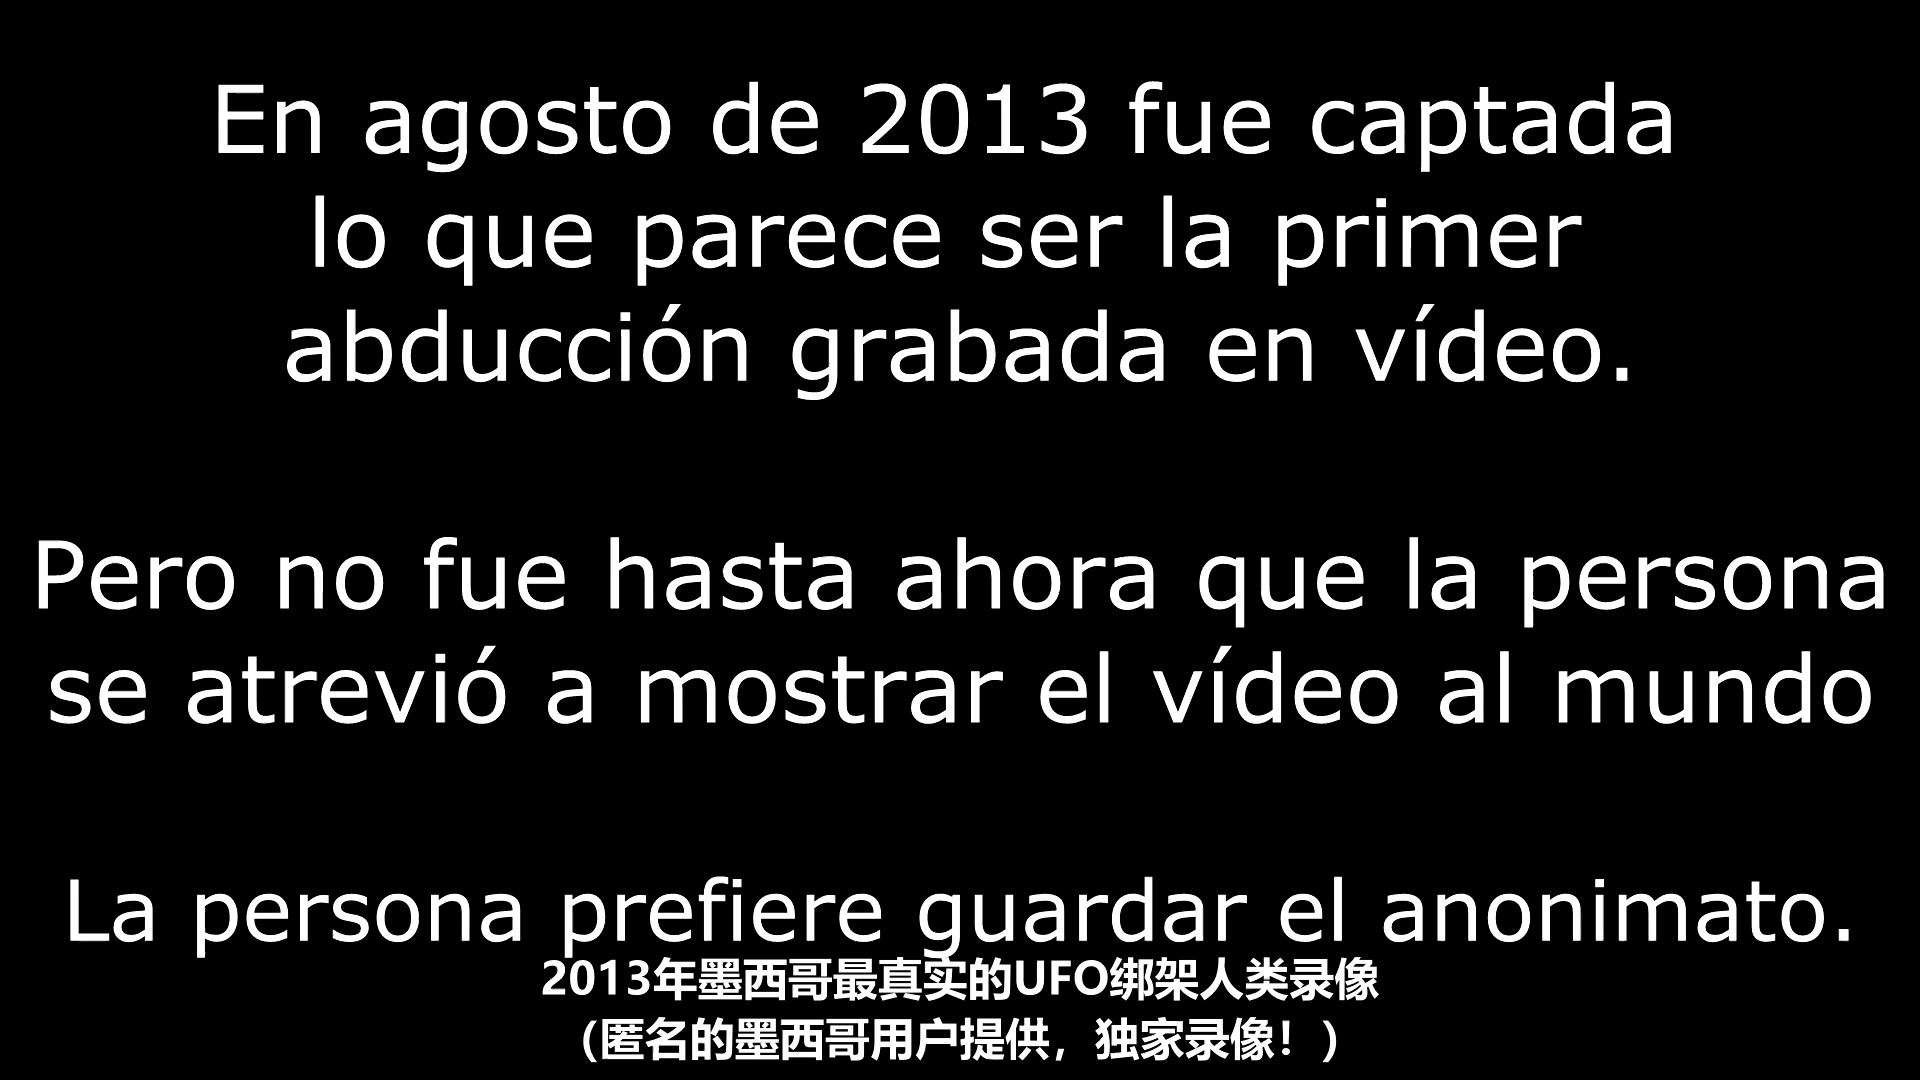 En agosto de 2013 fue captada
lo que parece ser la primer
abducción grabada en vídeo.
Pero no fue hasta ahora que la persona
se atrevió a mostrar el vídeo al mundo
La persona prefiere guardar el anonimato.
2013年墨西哥最真实的UFO绑架人类录像
（匿名的墨西哥用户提供，独家录像！）